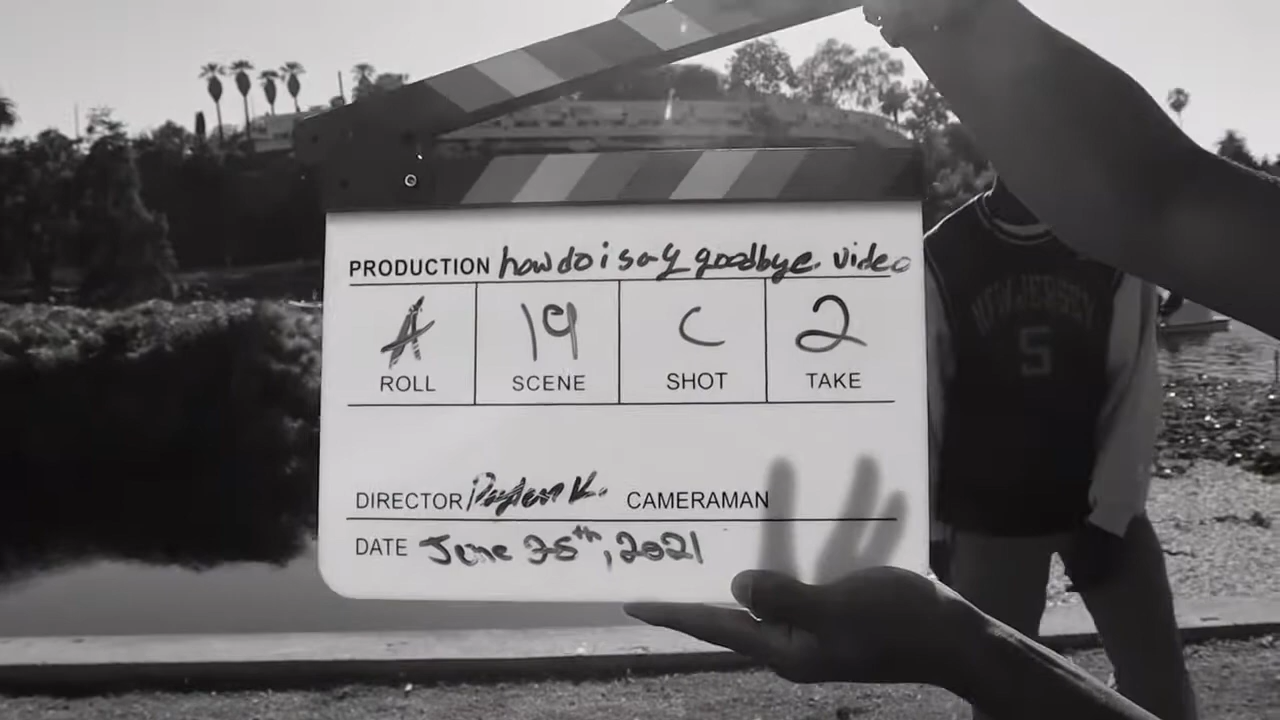 PRODUCTION how do i say goodbye video
A 19 C 2
ROLL SCENE SHOT TAKE
DIRECTOR K. CAMERAMAN
DATE June 25th, 2021
NEW JERSEY
5